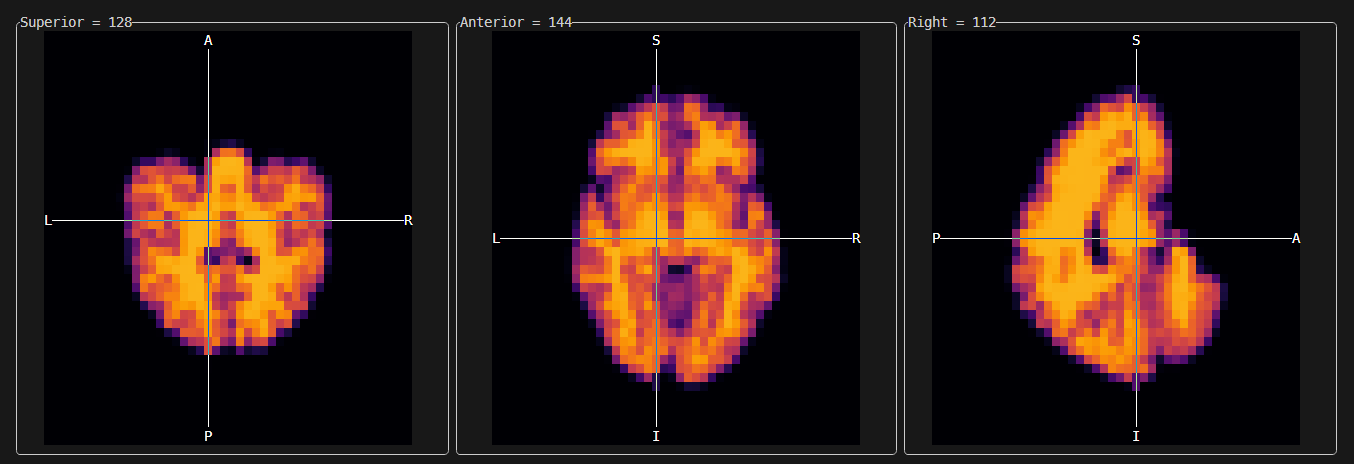 Superior = 128
A
L
R
P
Anterior = 144
S
L
R
I
Right = 112
S
P
A
I